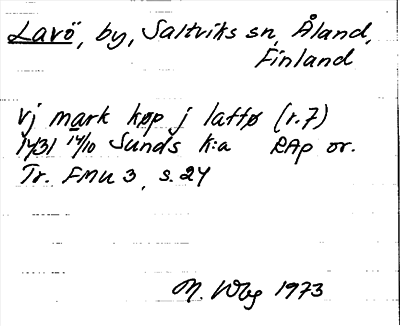 Lavö, by, Saltviks sn, Åland,
Finland
vj mark køp j lattø (r.7)
1431 14/10 Sunds k:a RAp or.
Tr. FMU 3, s. 24
M. Wbg 1973